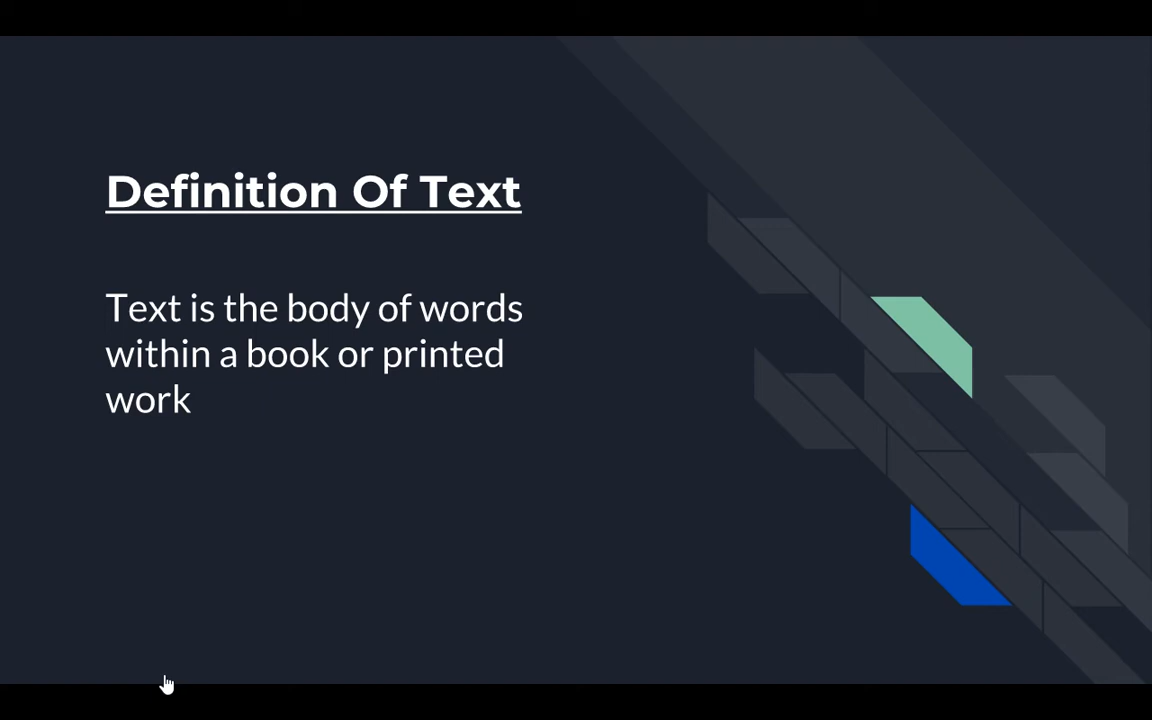 Definition Of Text
Text is the body of words
within a book or printed
work